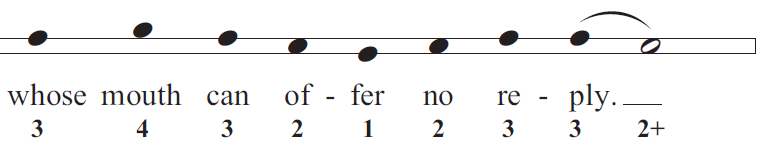 whose mouth can of - fer no re - ply.
3 4 3 2 1 2 3 3 2+